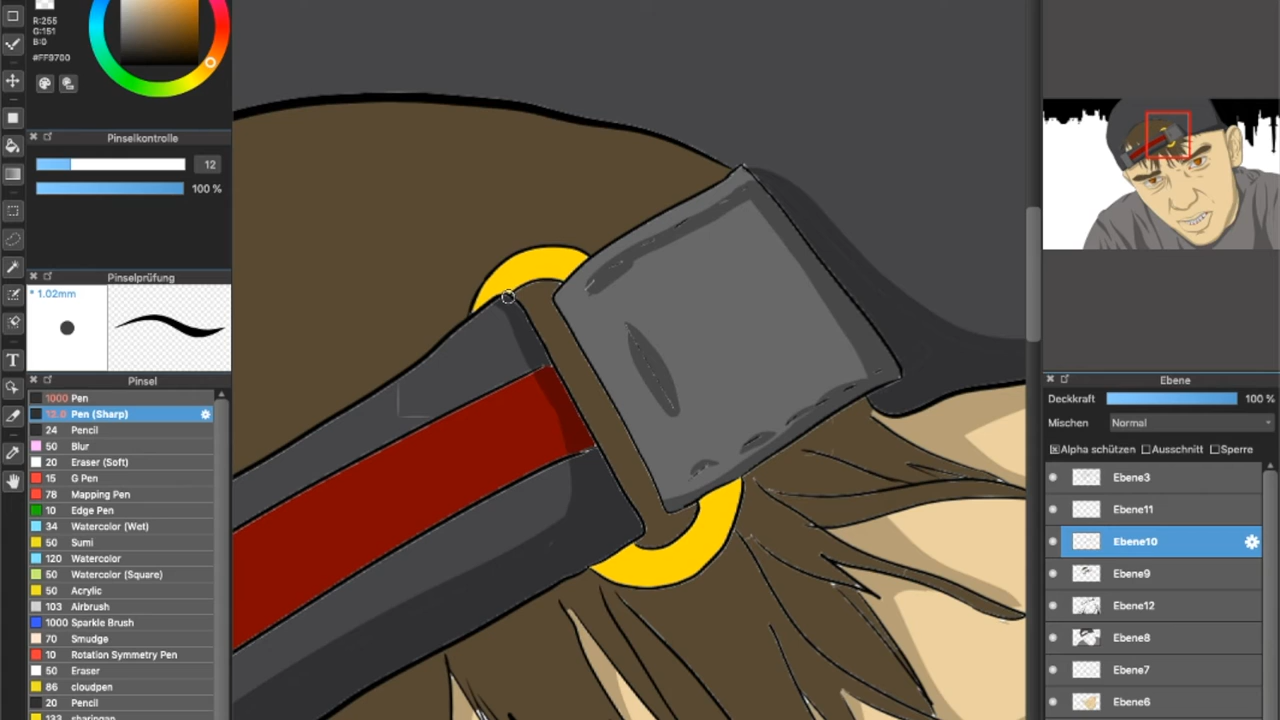 R:255
G:151
B:0
#FF9700
Pinselkontrolle
12
100 %
Pinselprüfung
* 1.02mm
Pinsel
1000 Pen
12.0 Pen (Sharp)
24 Pencil
50 Blur
20 Eraser (Soft)
15 G Pen
78 Mapping Pen
10 Edge Pen
34 Watercolor (Wet)
50 Sumi
120 Watercolor
50 Watercolor (Square)
50 Acrylic
103 Airbrush
1000 Sparkle Brush
70 Smudge
10 Rotation Symmetry Pen
50 Eraser
86 cloudpen
20 Pencil
133 sharingan
T
Ebene
Deckkraft 100 %
Mischen Normal
Alpha schützen Ausschnitt Sperre
Ebene3
Ebene11
Ebene10
Ebene9
Ebene12
Ebene8
Ebene7
Ebene6